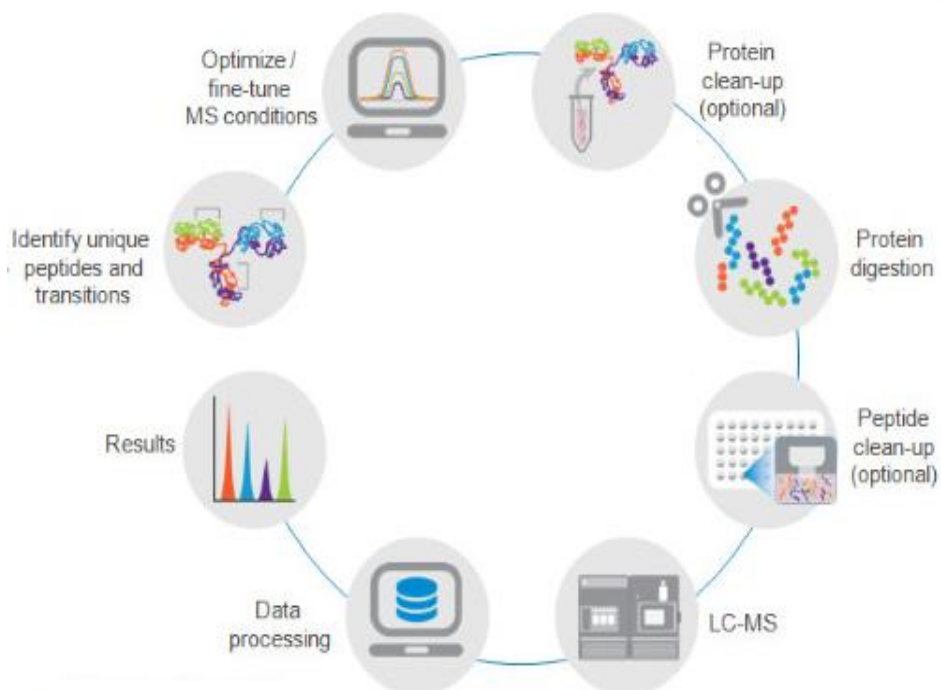 Optimize /
fine-tune
MS conditions
Protein
clean-up
(optional)
Identify unique
peptides and
transitions
Protein
digestion
Results
Peptide
clean-up
(optional)
Data
processing
LC-MS